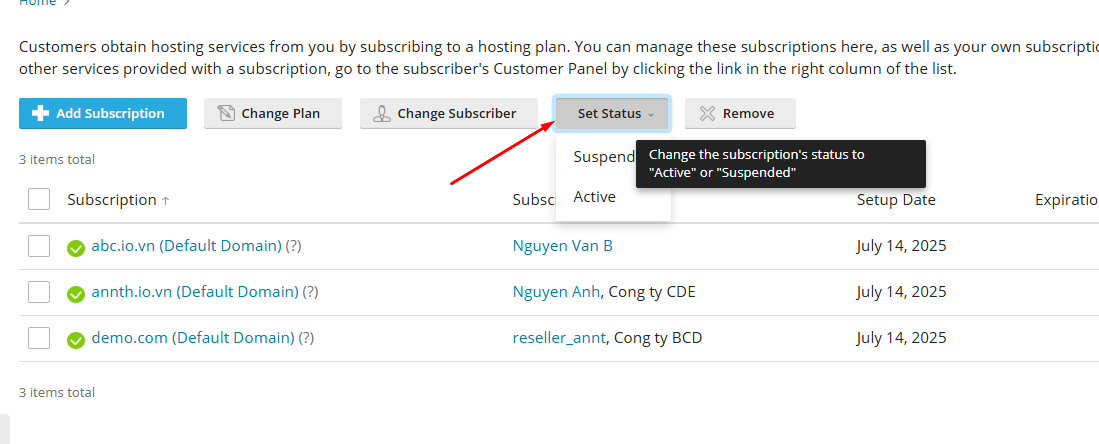 Home >
Customers obtain hosting services from you by subscribing to a hosting plan. You can manage these subscriptions here, as well as your own
other services provided with a subscription, go to the subscriber's Customer Panel by clicking the link in the right column of the list.
Add Subscription Change Plan Change Subscriber Set Status Remove
3 items total
Suspend
Change the subscription's status to
"Active" or "Suspended"
Active
Subscription ↑ Setup Date
abc.io.vn (Default Domain) (?) Nguyen Van B July 14, 2025
annth.io.vn (Default Domain) (?) Nguyen Anh, Cong ty CDE July 14, 2025
demo.com (Default Domain) (?) reseller_annt, Cong ty BCD July 14, 2025
3 items total